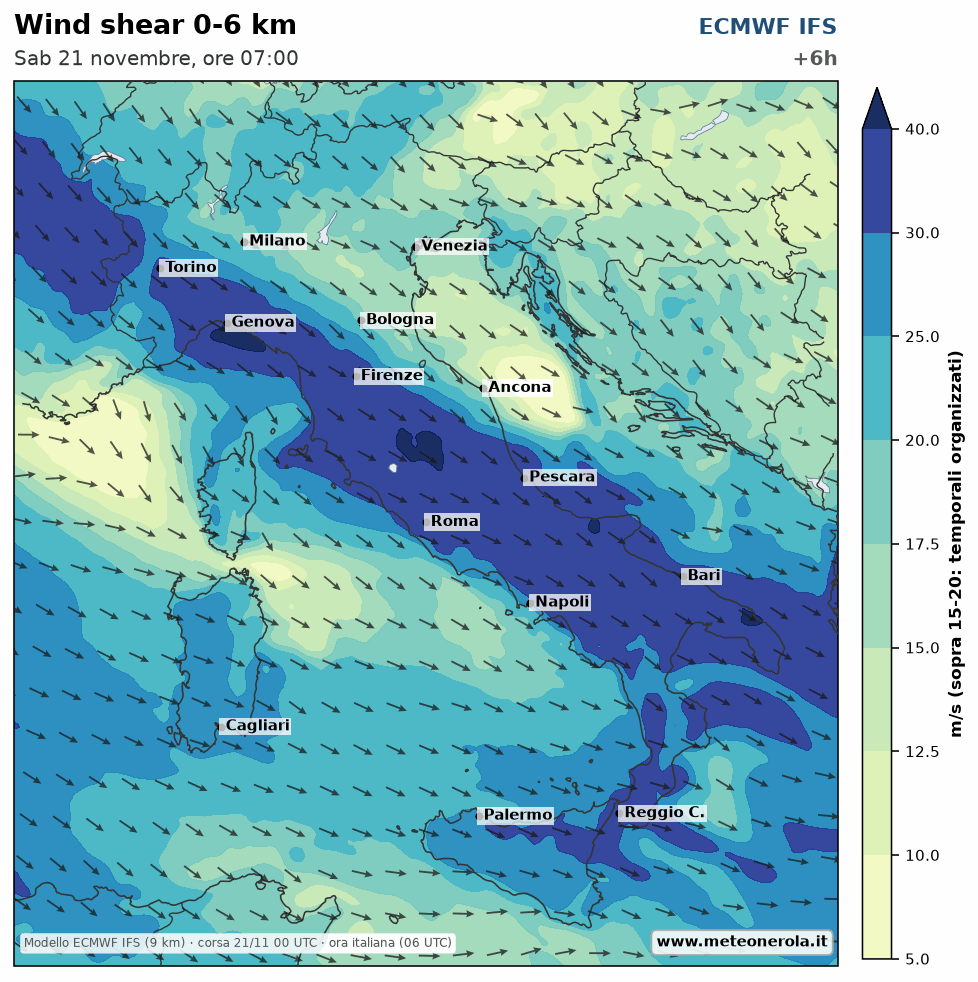 Wind shear 0-6 km
ECMWF IFS
Sab 21 novembre, ore 07:00
+6h
Milano
Venezia
Torino
Genova
Bologna
Firenze
Ancona
Pescara
Roma
Bari
Napoli
Cagliari
Palermo
Reggio C.
40.0
30.0
25.0
20.0
17.5
15.0
12.5
10.0
5.0
m/s (sopra 15-20: temporali organizzati)
Modello ECMWF IFS (9 km) · corsa 21/11 00 UTC · ora italiana (06 UTC)
www.meteonerola.it